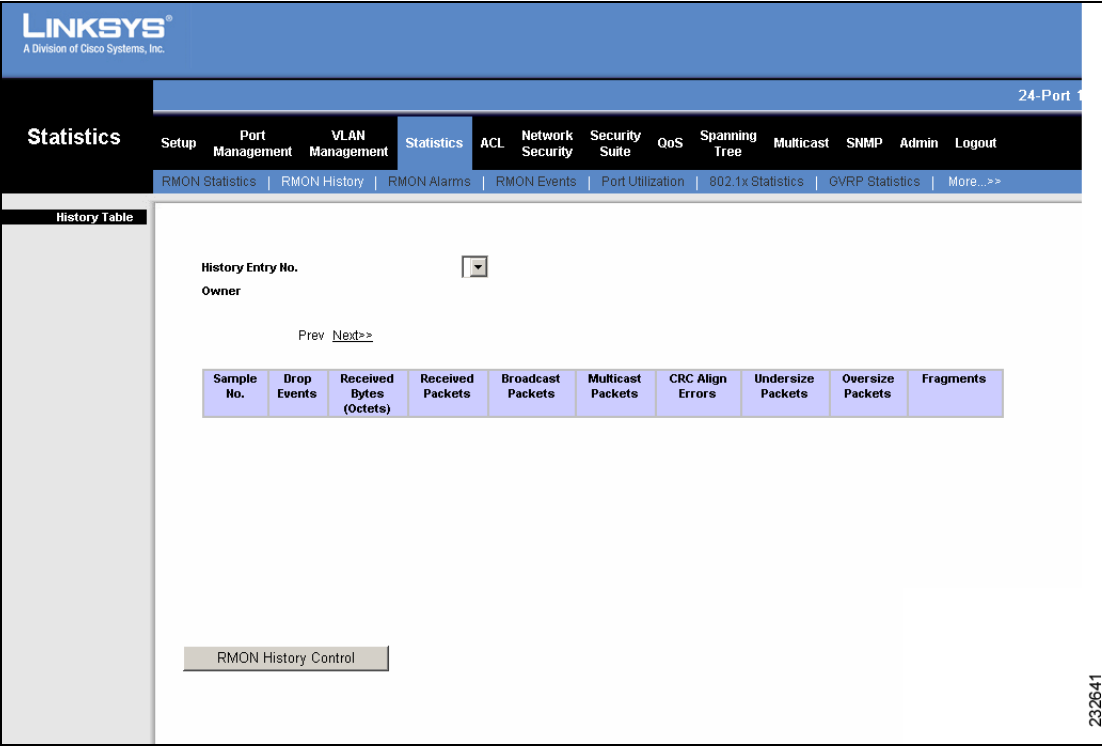 LINKSYS®
A Division of Cisco Systems, Inc.
24-Port 1
Statistics
Setup Port Management VLAN Management Statistics ACL Network Security Security Suite QoS Spanning Tree Multicast SNMP Admin Logout
RMON Statistics | RMON History | RMON Alarms | RMON Events | Port Utilization | 802.1x Statistics | GVRP Statistics | More...>>
History Table
History Entry No.
Owner
Prev Next>>
Sample No. Drop Events Received Bytes (Octets) Received Packets Broadcast Packets Multicast Packets CRC Align Errors Undersize Packets Oversize Packets Fragments
RMON History Control
232641